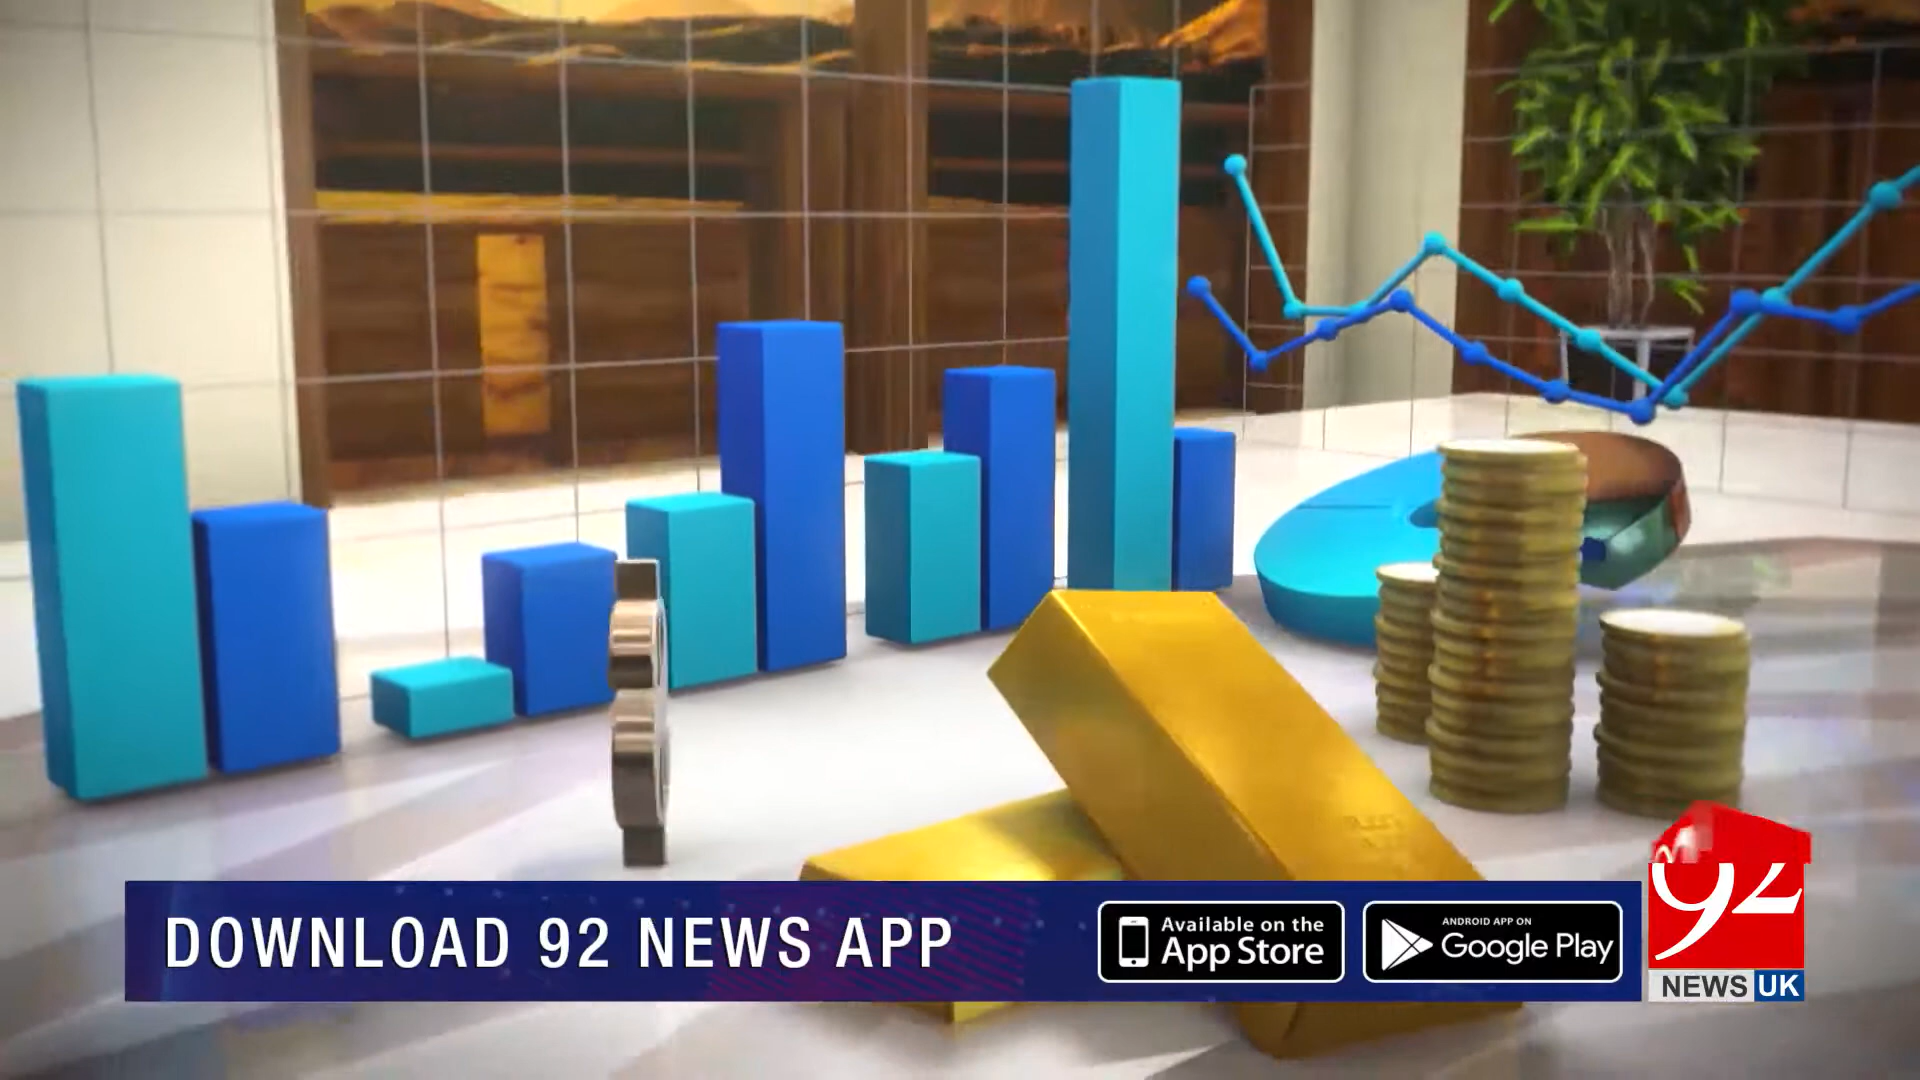 DOWNLOAD 92 NEWS APP
Available on the
App Store
ANDROID APP ON
Google Play
92
NEWS UK